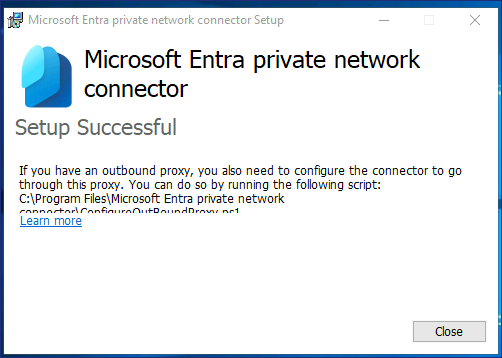 Microsoft Entra private network connector Setup
Microsoft Entra private network
connector
Setup Successful
If you have an outbound proxy, you also need to configure the connector to go
through this proxy. You can do so by running the following script:
C:\Program Files\Microsoft Entra private network
connector\ConfigureOutBoundProxy.ps1
Learn more
Close